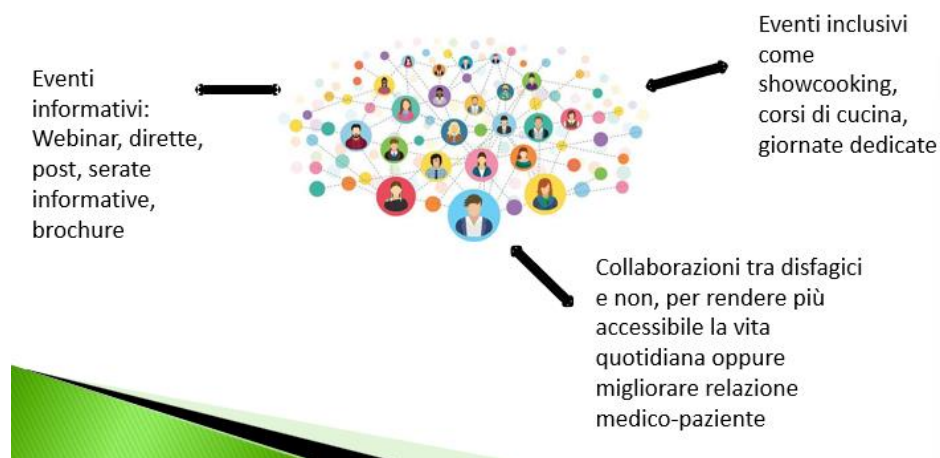 Eventi
informativi:
Webinar, dirette,
post, serate
informative,
brochure
Eventi inclusivi
come
showcooking,
corsi di cucina,
giornate dedicate
Collaborazioni tra disfagici
e non, per rendere più
accessibile la vita
quotidiana oppure
migliorare relazione
medico-paziente